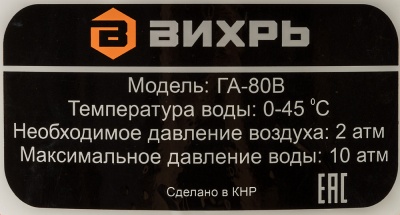 ВИХРЬ
Модель: ГА-80В
Температура воды: 0-45 °С
Необходимое давление воздуха: 2 атм
Максимальное давление воды: 10 атм
Сделано в КНР
EAC